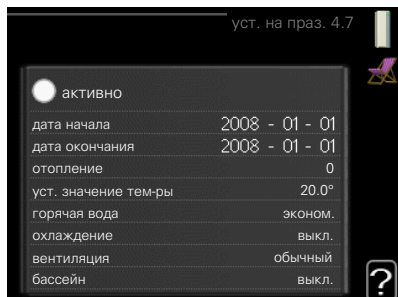 уст. на праз. 4.7
активно
дата начала 2008 - 01 - 01
дата окончания 2008 - 01 - 01
отопление 0
уст. значение тем-ры 20.0°
горячая вода эконом.
охлаждение выкл.
вентиляция обычный
бассейн выкл.
?